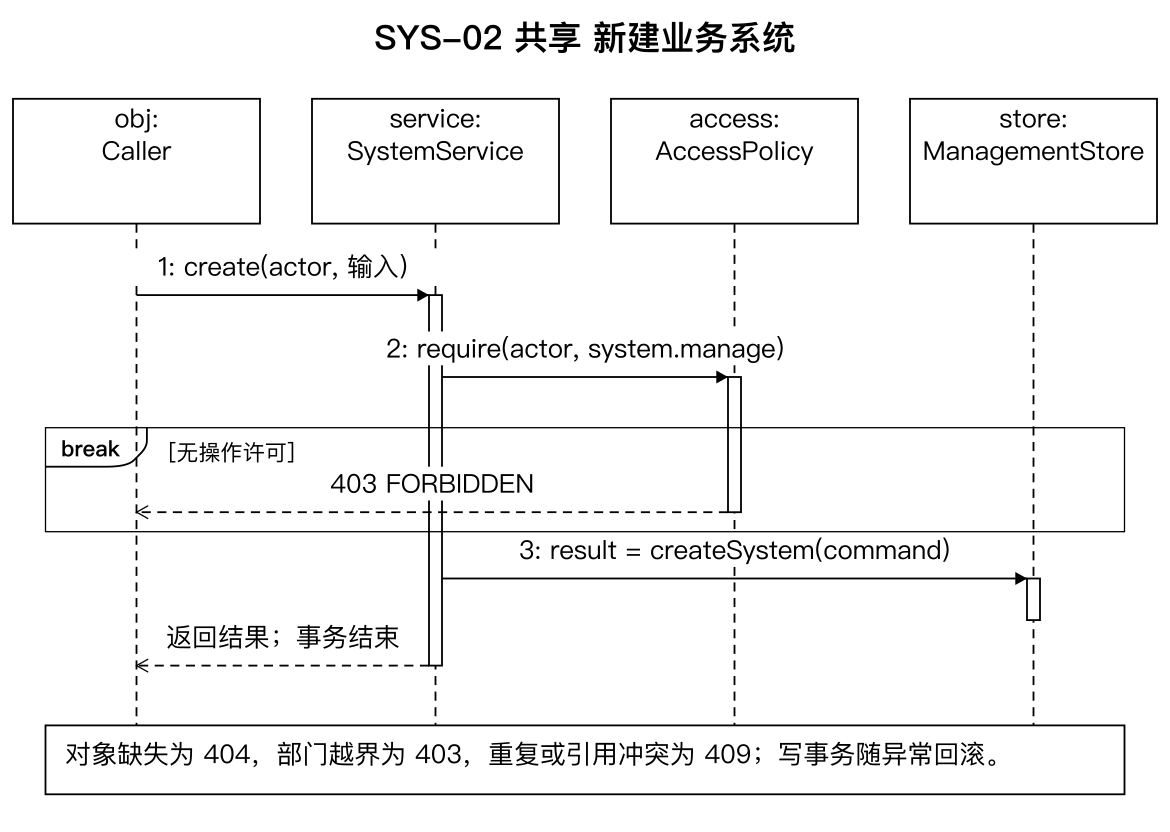 SYS-02 共享 新建业务系统
obj:
Caller
service:
SystemService
access:
AccessPolicy
store:
ManagementStore
1: create(actor, 输入)
2: require(actor, system.manage)
break
[无操作许可]
403 FORBIDDEN
3: result = createSystem(command)
返回结果；事务结束
对象缺失为 404，部门越界为 403，重复或引用冲突为 409；写事务随异常回滚。